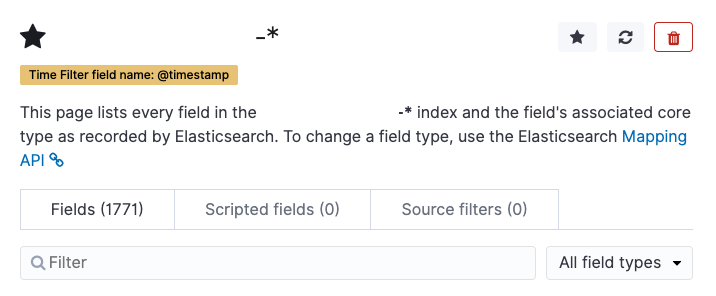 -*
Time Filter field name: @timestamp
This page lists every field in the -* index and the field's associated core
type as recorded by Elasticsearch. To change a field type, use the Elasticsearch Mapping
API
Fields (1771) Scripted fields (0) Source filters (0)
Filter All field types